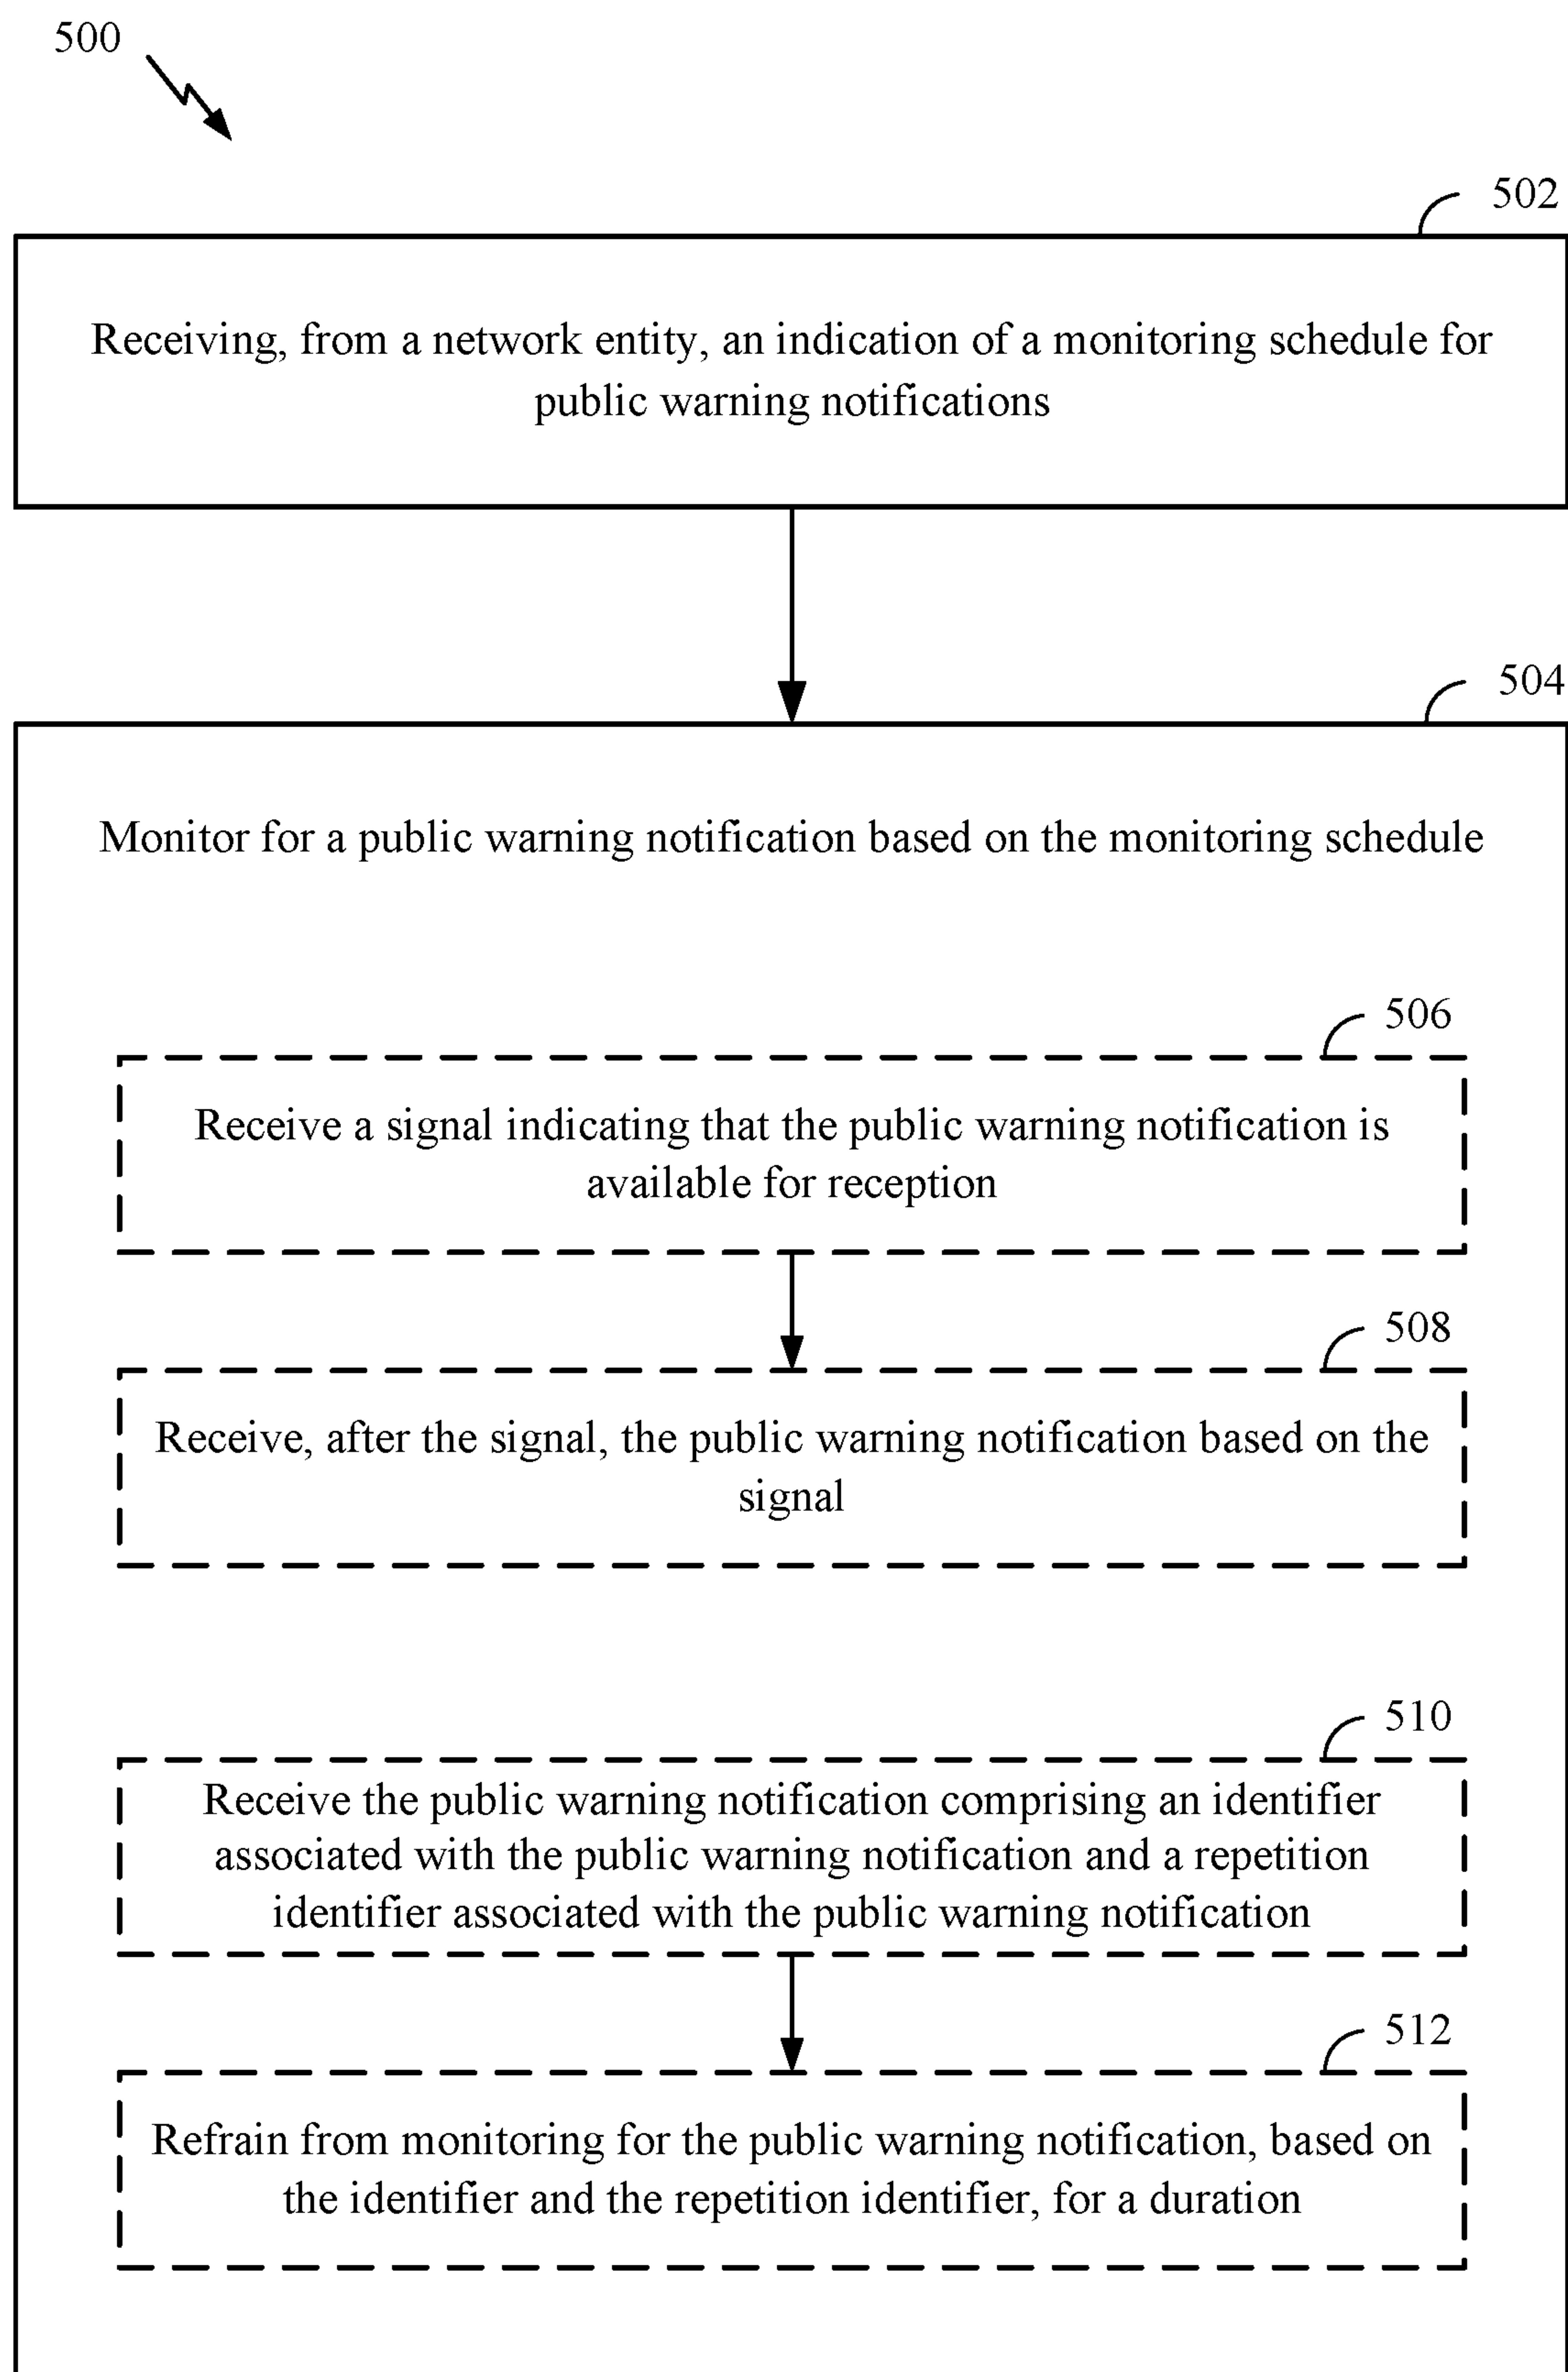 500
502
Receiving, from a network entity, an indication of a monitoring schedule for
public warning notifications
504
Monitor for a public warning notification based on the monitoring schedule
506
Receive a signal indicating that the public warning notification is
available for reception
508
Receive, after the signal, the public warning notification based on the
signal
510
Receive the public warning notification comprising an identifier
associated with the public warning notification and a repetition
identifier associated with the public warning notification
512
Refrain from monitoring for the public warning notification, based on
the identifier and the repetition identifier, for a duration